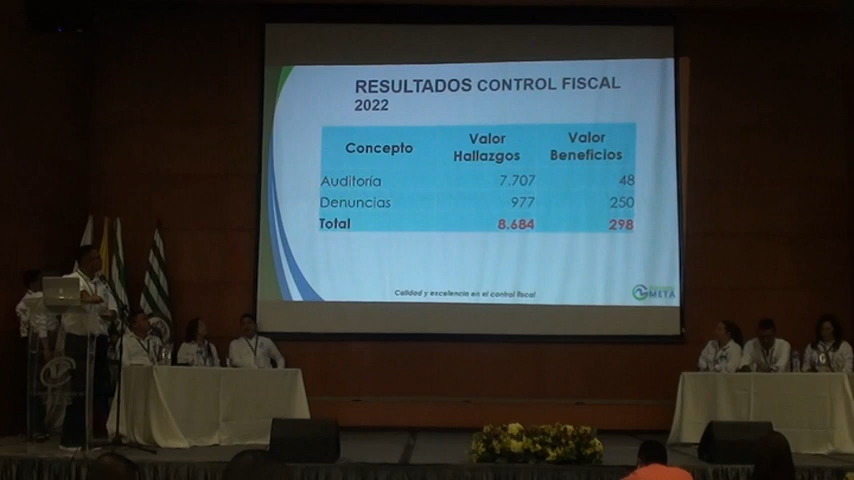 RESULTADOS CONTROL FISCAL
2022
Concepto Valor Hallazgos Valor Beneficios
Auditoría 7.707 48
Denuncias 977 250
Total 8.684 298
Calidad y excelencia en el control fiscal
META